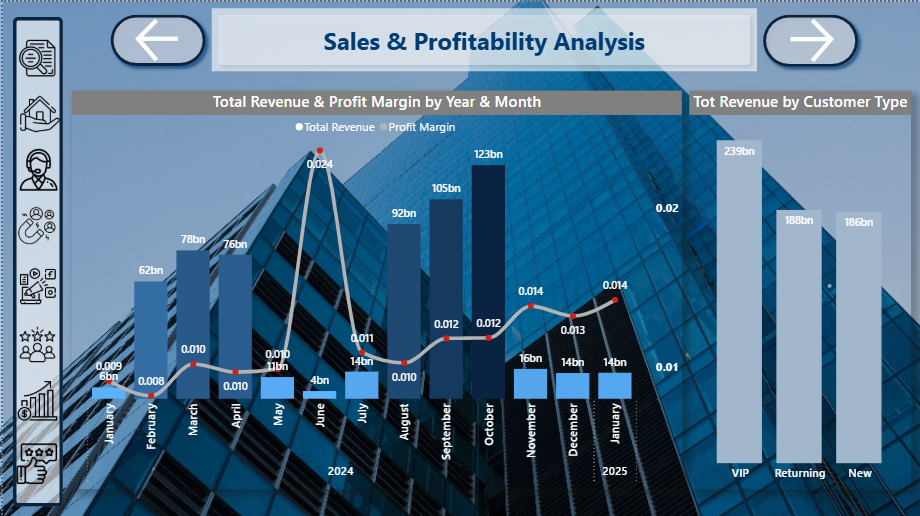 Sales & Profitability Analysis
Total Revenue & Profit Margin by Year & Month
Total Revenue Profit Margin
0.009
6bn
January
0.008
62bn
February
0.010
78bn
March
0.010
76bn
April
0.010
11bn
May
0.024
4bn
June
0.011
14bn
July
0.010
92bn
August
0.012
105bn
September
0.012
123bn
October
0.014
16bn
November
0.013
14bn
December
0.014
14bn
January
0.02
0.01
2024
2025
Tot Revenue by Customer Type
239bn
188bn
186bn
VIP
Returning
New